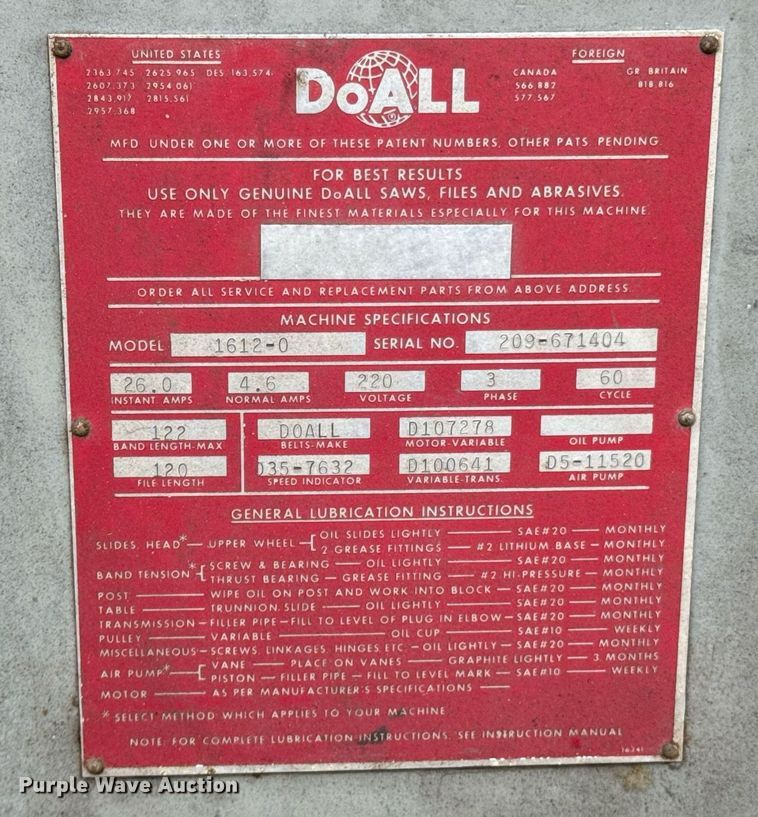 UNITED STATES
2363,745 2625,965 DES. 163,574
2607,373 2954,061
2843,917 2815,561
2957,368
DoALL
FOREIGN
CANADA GR. BRITAIN
566,882 818,816
577,567
MFD. UNDER ONE OR MORE OF THESE PATENT NUMBERS, OTHER PATS. PENDING
FOR BEST RESULTS
USE ONLY GENUINE DoALL SAWS, FILES AND ABRASIVES.
THEY ARE MADE OF THE FINEST MATERIALS ESPECIALLY FOR THIS MACHINE.
ORDER ALL SERVICE AND REPLACEMENT PARTS FROM ABOVE ADDRESS.
MACHINE SPECIFICATIONS
MODEL 1612-0 SERIAL NO. 209-671404
26.0 4.6 220 3 60
INSTANT AMPS NORMAL AMPS VOLTAGE PHASE CYCLE
122 DOALL D107278
BAND LENGTH-MAX BELTS-MAKE MOTOR-VARIABLE OIL PUMP
120 D35-7632 D100641 D5-11520
FILE LENGTH SPEED INDICATOR VARIABLE-TRANS. AIR PUMP
GENERAL LUBRICATION INSTRUCTIONS
SLIDES, HEAD* — UPPER WHEEL — OIL SLIDES LIGHTLY — SAE#20 — MONTHLY
2 GREASE FITTINGS — #2 LITHIUM BASE — MONTHLY
BAND TENSION* SCREW & BEARING — OIL LIGHTLY — SAE#20 — MONTHLY
THRUST BEARING — GREASE FITTING — #2 HI-PRESSURE — MONTHLY
POST — WIPE OIL ON POST AND WORK INTO BLOCK — SAE#20 — MONTHLY
TABLE — TRUNNION, SLIDE — OIL LIGHTLY — SAE#20 — MONTHLY
TRANSMISSION — FILLER PIPE — FILL TO LEVEL OF PLUG IN ELBOW — SAE#20 — MONTHLY
PULLEY — VARIABLE — OIL CUP — SAE#10 — WEEKLY
MISCELLANEOUS — SCREWS, LINKAGES, HINGES, ETC. — OIL LIGHTLY — SAE#20 — MONTHLY
AIR PUMP* — VANE — PLACE ON VANES — GRAPHITE LIGHTLY — 3 MONTHS
PISTON — FILLER PIPE — FILL TO LEVEL MARK — SAE#10 — WEEKLY
MOTOR — AS PER MANUFACTURER'S SPECIFICATIONS —
* SELECT METHOD WHICH APPLIES TO YOUR MACHINE
NOTE: FOR COMPLETE LUBRICATION INSTRUCTIONS, SEE INSTRUCTION MANUAL
16341
Purple Wave Auction